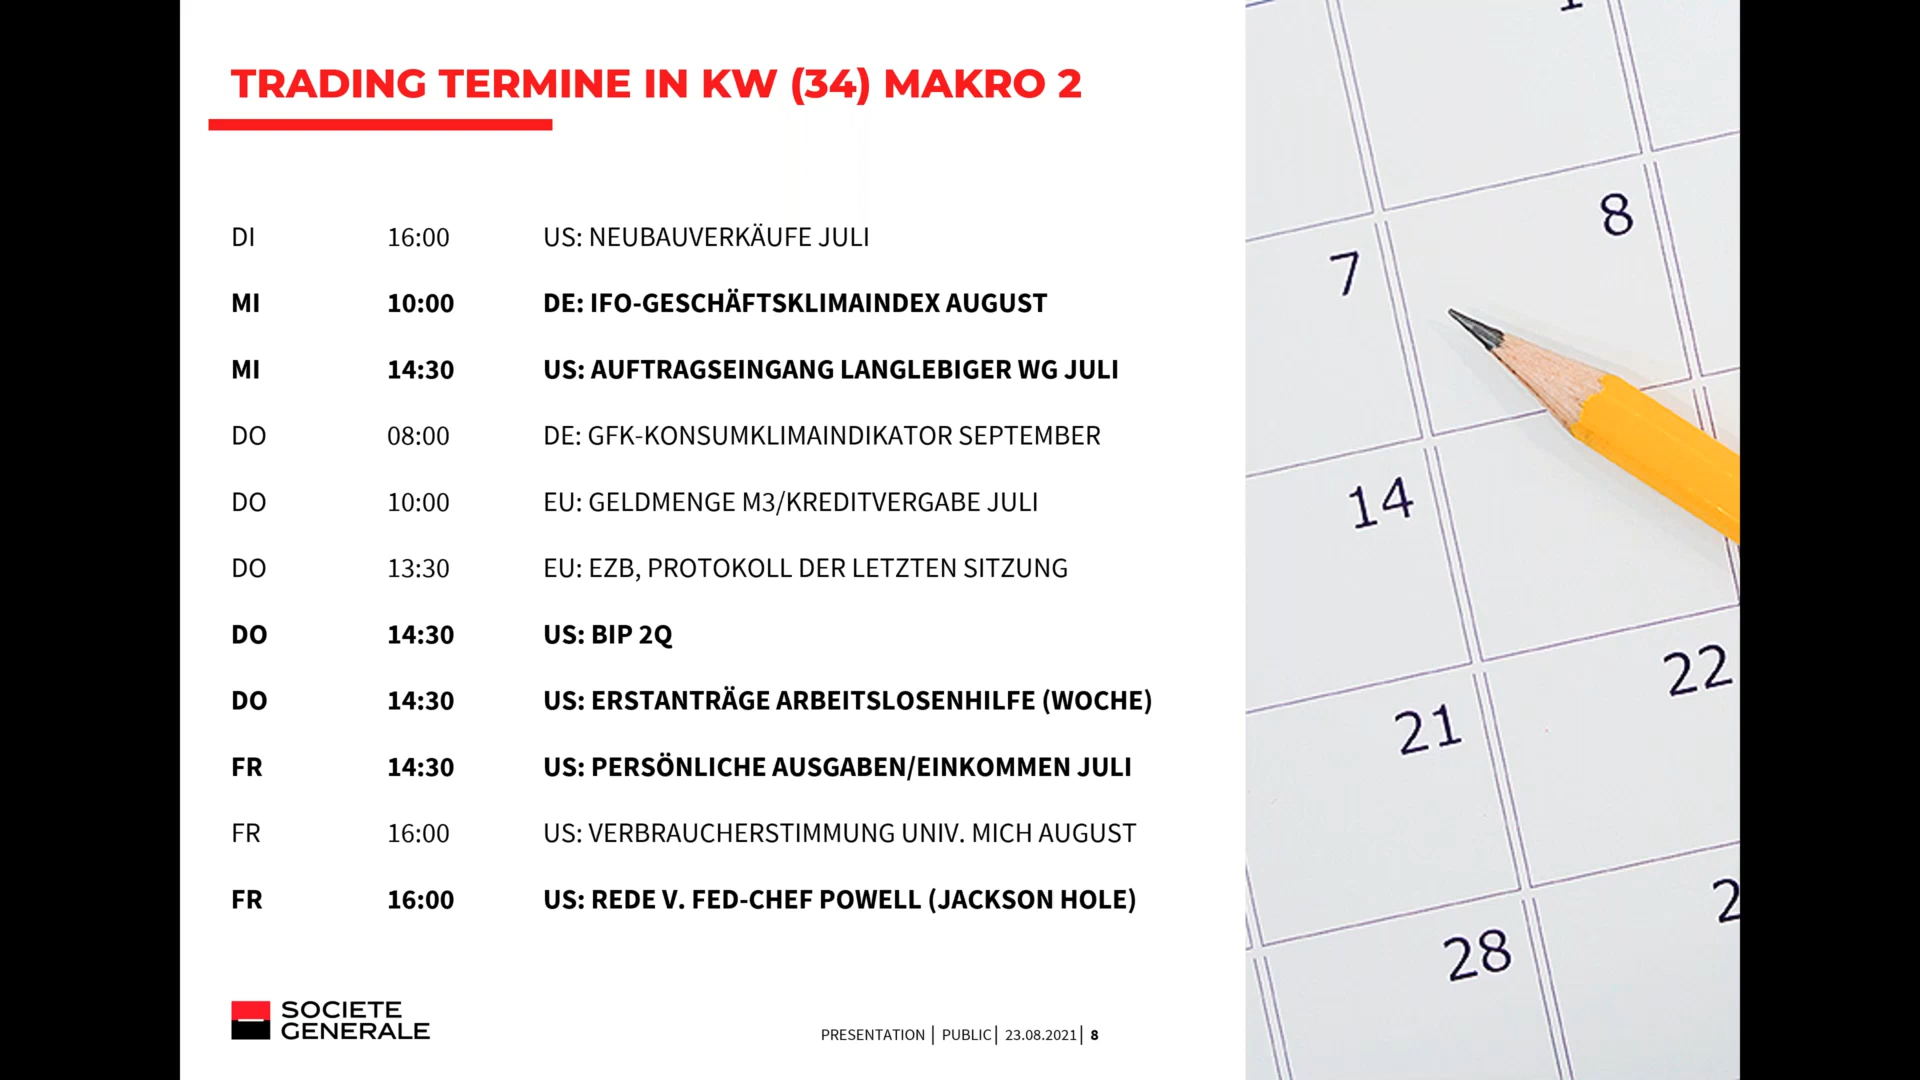 TRADING TERMINE IN KW (34) MAKRO 2
DI 16:00 US: NEUBAUVERKÄUFE JULI
MI 10:00 DE: IFO-GESCHÄFTSKLIMAINDEX AUGUST
MI 14:30 US: AUFTRAGSEINGANG LANGLEBIGER WG JULI
DO 08:00 DE: GFK-KONSUMKLIMAINDIKATOR SEPTEMBER
DO 10:00 EU: GELDMENGE M3/KREDITVERGABE JULI
DO 13:30 EU: EZB, PROTOKOLL DER LETZTEN SITZUNG
DO 14:30 US: BIP 2Q
DO 14:30 US: ERSTANTRÄGE ARBEITSLOSENHILFE (WOCHE)
FR 14:30 US: PERSÖNLICHE AUSGABEN/EINKOMMEN JULI
FR 16:00 US: VERBRAUCHERSTIMMUNG UNIV. MICH AUGUST
FR 16:00 US: REDE V. FED-CHEF POWELL (JACKSON HOLE)
SOCIETE
GENERALE
PRESENTATION | PUBLIC | 23.08.2021 | 8
1
7 8
14
21 22
28 2